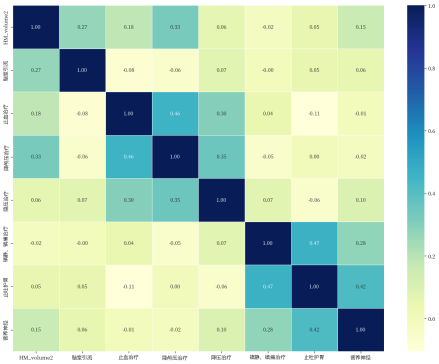 HM_volume2 1.00 0.27 0.18 0.33 0.06 -0.02 0.05 0.15
脑室引流 0.27 1.00 -0.08 -0.06 0.07 -0.00 0.05 0.06
止血治疗 0.18 -0.08 1.00 0.46 0.30 0.04 -0.11 -0.01
降颅压治疗 0.33 -0.06 0.46 1.00 0.35 -0.05 0.00 -0.02
降压治疗 0.06 0.07 0.30 0.35 1.00 0.07 -0.06 0.10
镇静、镇痛治疗 -0.02 -0.00 0.04 -0.05 0.07 1.00 0.47 0.28
止吐护胃 0.05 0.05 -0.11 0.00 -0.06 0.47 1.00 0.42
营养神经 0.15 0.06 -0.01 -0.02 0.10 0.28 0.42 1.00
HM_volume2 脑室引流 止血治疗 降颅压治疗 降压治疗 镇静、镇痛治疗 止吐护胃 营养神经
1.0
0.8
0.6
0.4
0.2
0.0